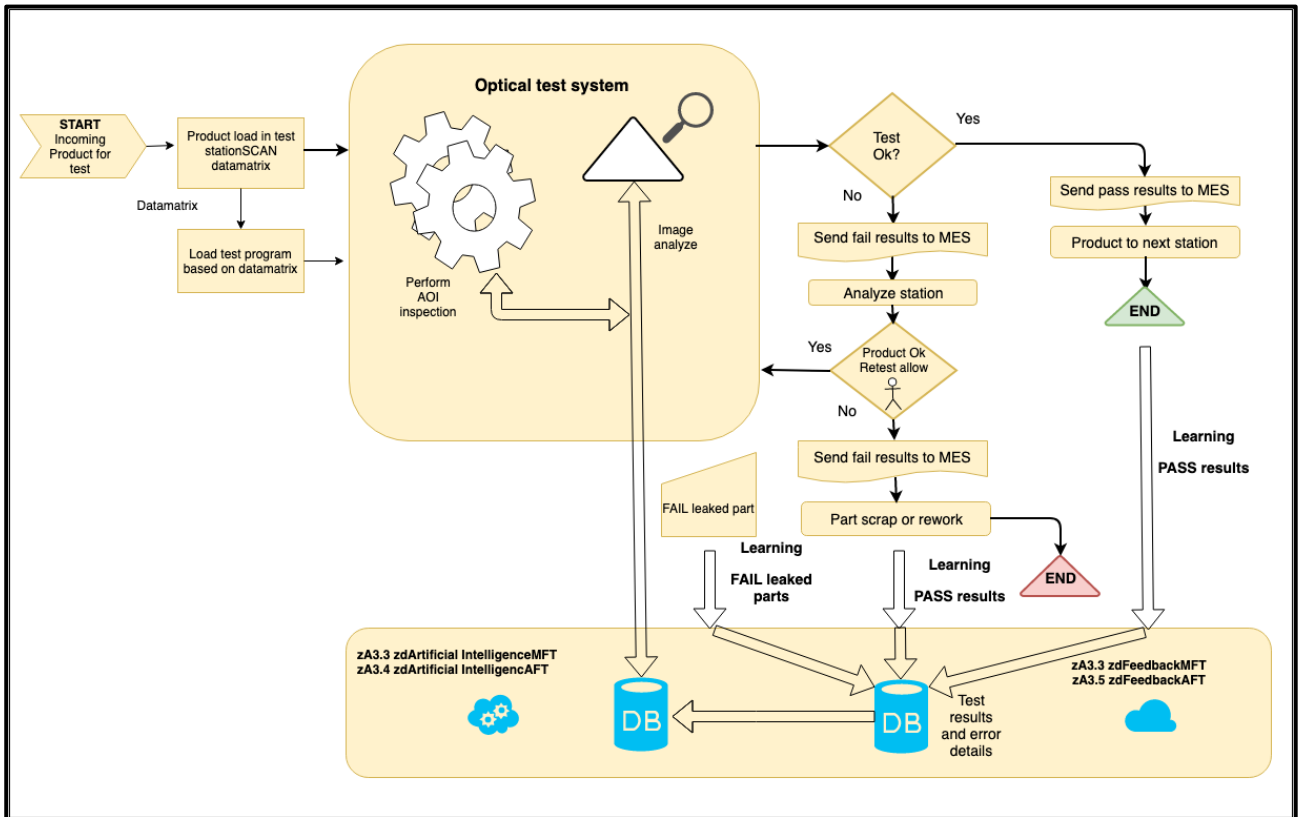 Optical test system
START
Incoming
Product for
test
Product load in test
stationSCAN
datamatrix
Datamatrix
Load test program
based on datamatrix
Perform
AOI
inspection
Image
analyze
Test
Ok?
Yes
No
Send pass results to MES
Product to next station
END
Send fail results to MES
Analyze station
Yes
Product Ok
Retest allow
No
Send fail results to MES
Part scrap or rework
END
FAIL leaked part
Learning
FAIL leaked
parts
Learning
PASS results
Learning
PASS results
zA3.3 zdArtificial IntelligenceMFT
zA3.4 zdArtificial IntelligencAFT
DB
DB
Test
results
and error
details
zA3.3 zdFeedbackMFT
zA3.5 zdFeedbackAFT